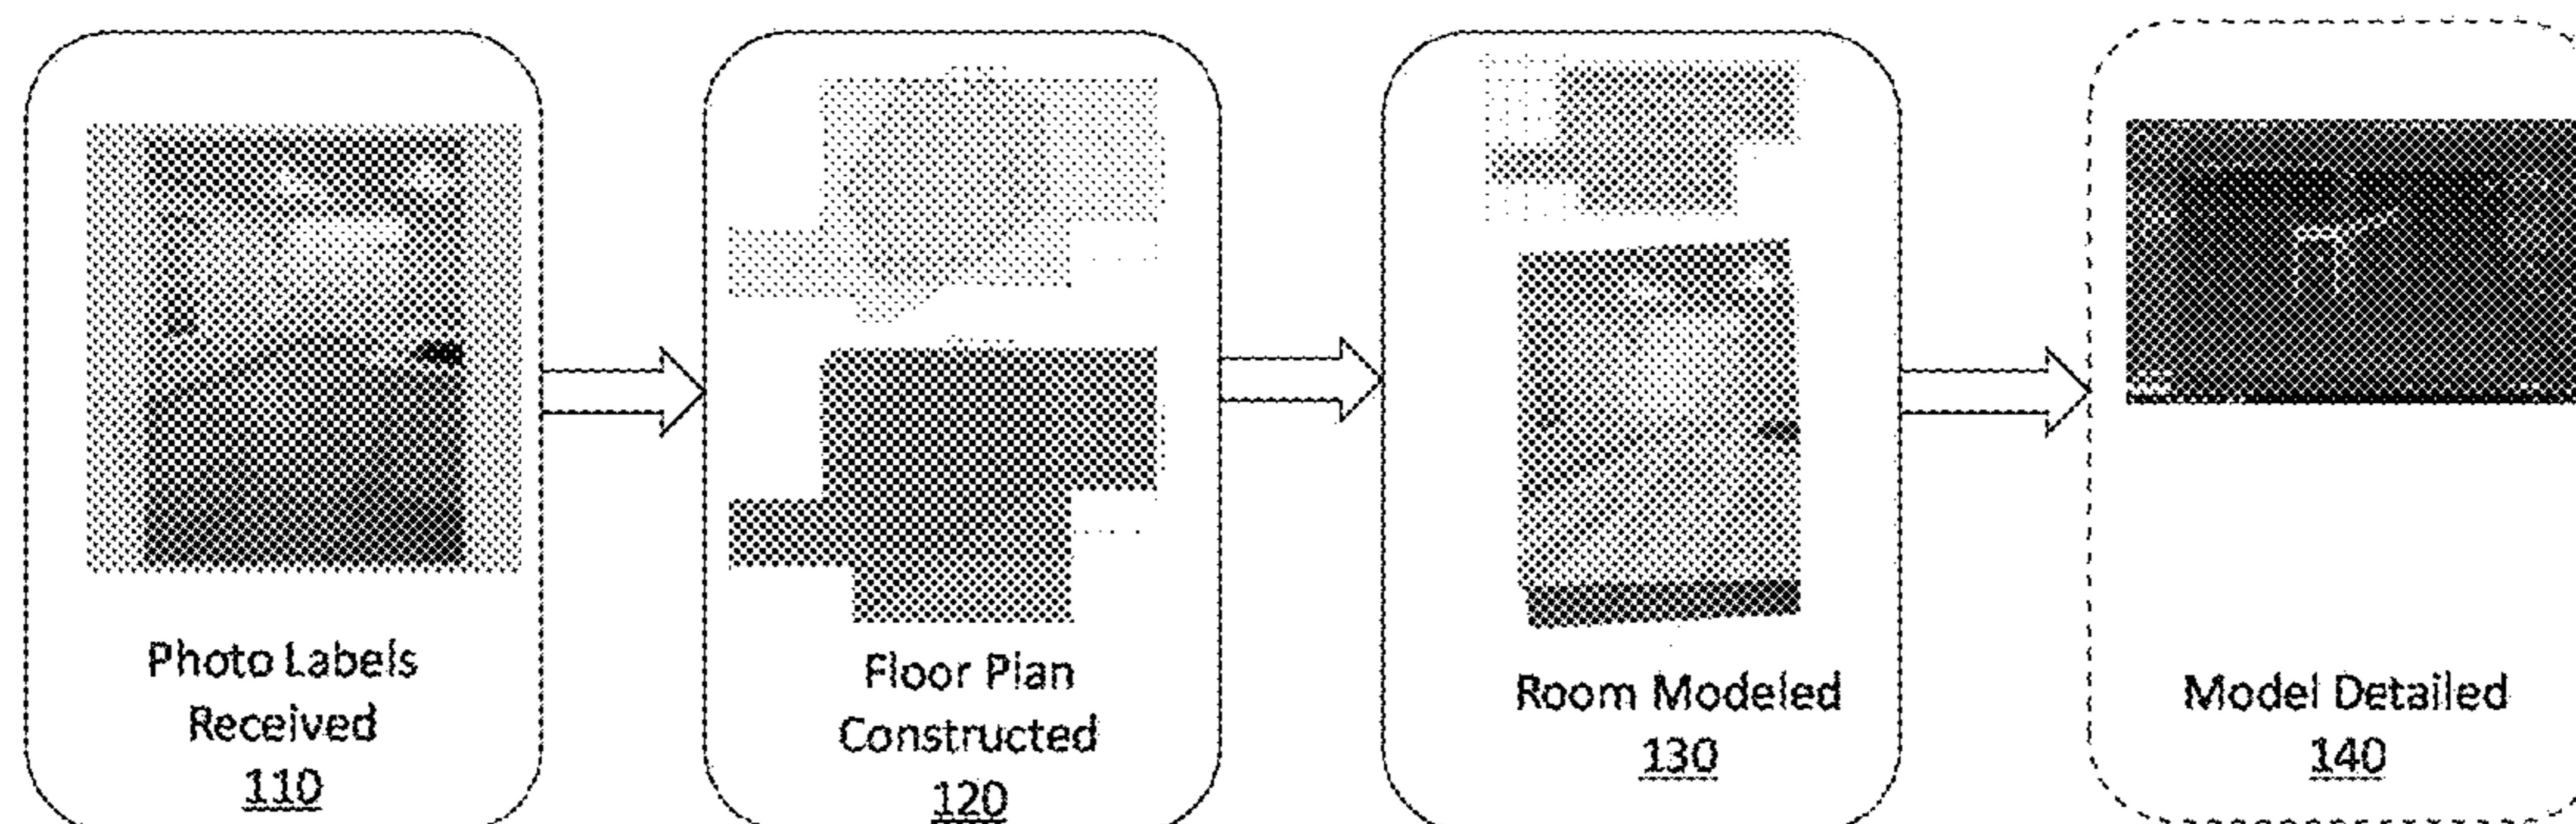 Photo Labels
Received
110
Floor Plan
Constructed
120
Room Modeled
130
Model Detailed
140